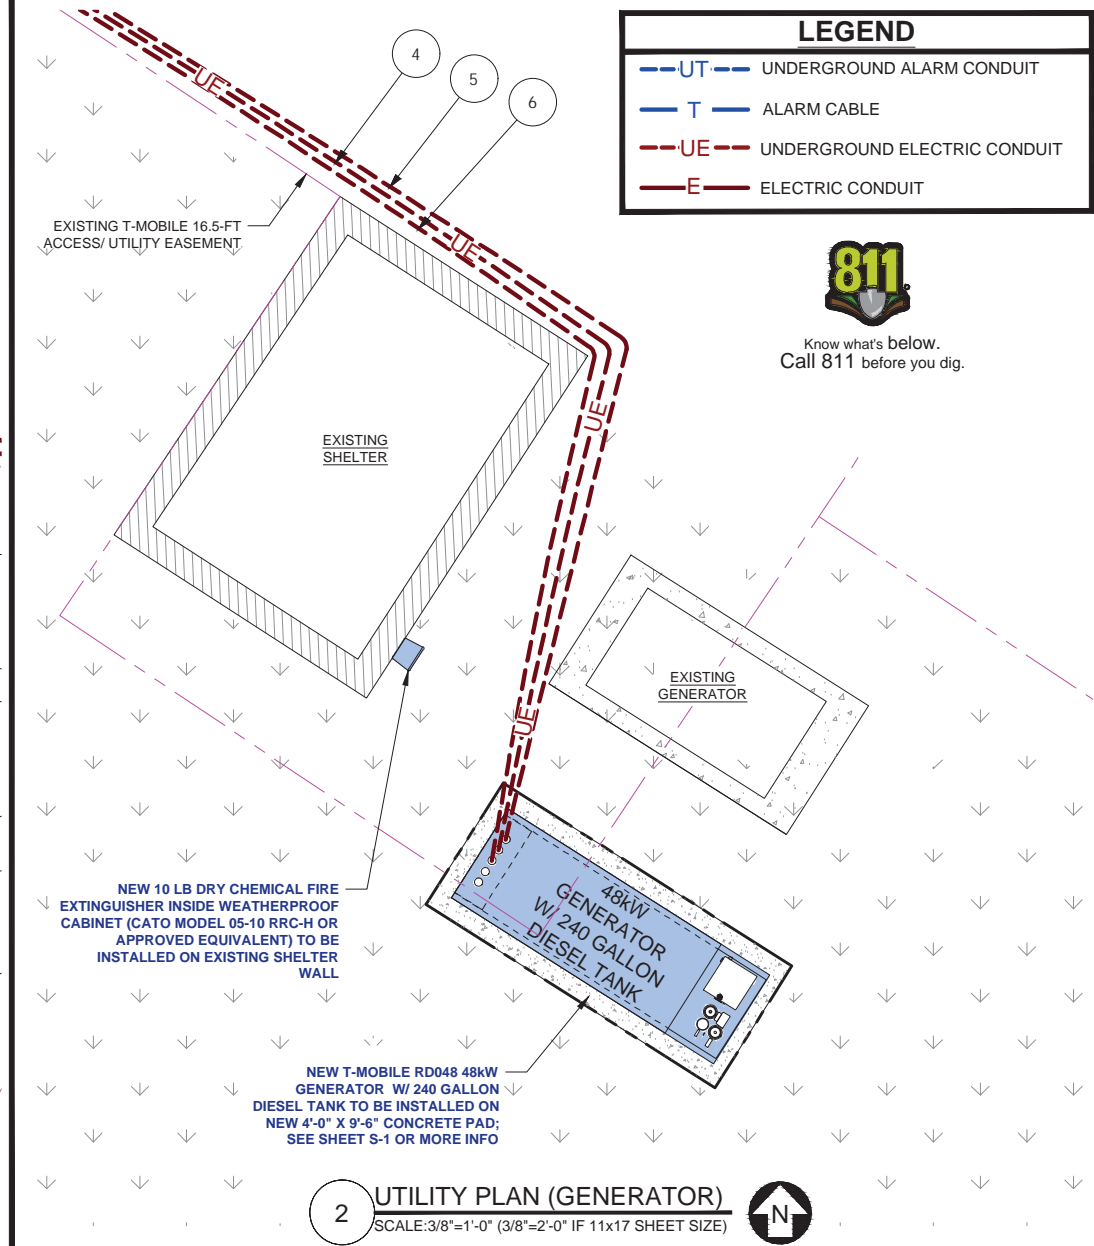 LEGEND
UT UNDERGROUND ALARM CONDUIT
T ALARM CABLE
UE UNDERGROUND ELECTRIC CONDUIT
E ELECTRIC CONDUIT
811
Know what's below.
Call 811 before you dig.
4
5
6
UE
EXISTING T-MOBILE 16.5-FT
ACCESS/ UTILITY EASEMENT
UE
UE
EXISTING
SHELTER
EXISTING
GENERATOR
UE
48kW
GENERATOR
W/ 240 GALLON
DIESEL TANK
NEW 10 LB DRY CHEMICAL FIRE
EXTINGUISHER INSIDE WEATHERPROOF
CABINET (CATO MODEL 05-10 RRC-H OR
APPROVED EQUIVALENT) TO BE
INSTALLED ON EXISTING SHELTER
WALL
NEW T-MOBILE RD048 48kW
GENERATOR W/ 240 GALLON
DIESEL TANK TO BE INSTALLED ON
NEW 4'-0" X 9'-6" CONCRETE PAD;
SEE SHEET S-1 OR MORE INFO
2
UTILITY PLAN (GENERATOR)
SCALE:3/8"=1'-0" (3/8"=2'-0" IF 11x17 SHEET SIZE)
N